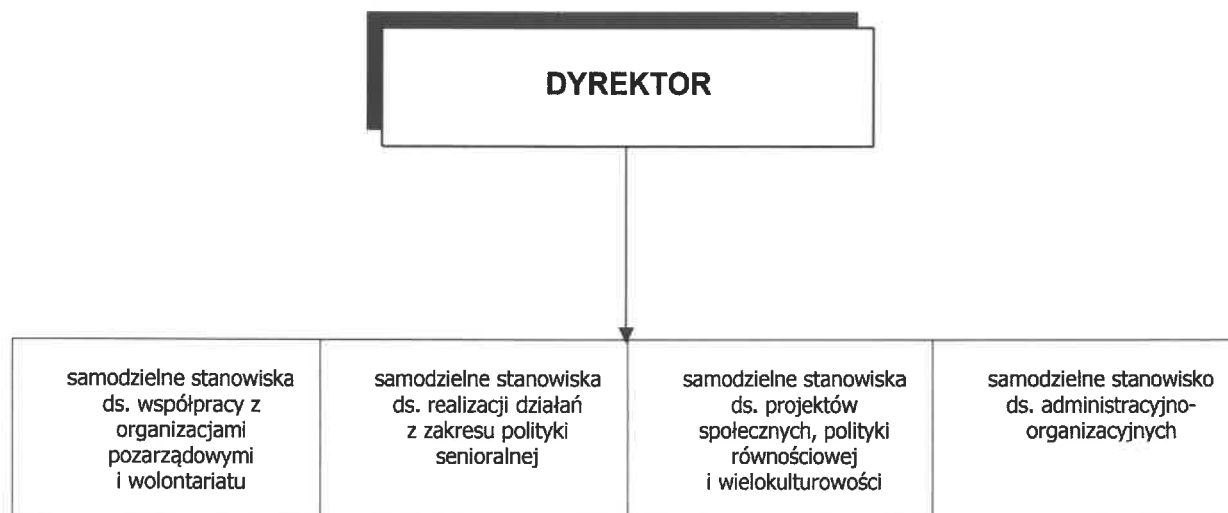 DYREKTOR
samodzielne stanowiska
ds. współpracy z
organizacjami
pozarządowymi
i wolontariatu
samodzielne stanowiska
ds. realizacji działań
z zakresu polityki
senioralnej
samodzielne stanowiska
ds. projektów
społecznych, polityki
równościowej
i wielokulturowości
samodzielne stanowisko
ds. administracyjno-
organizacyjnych